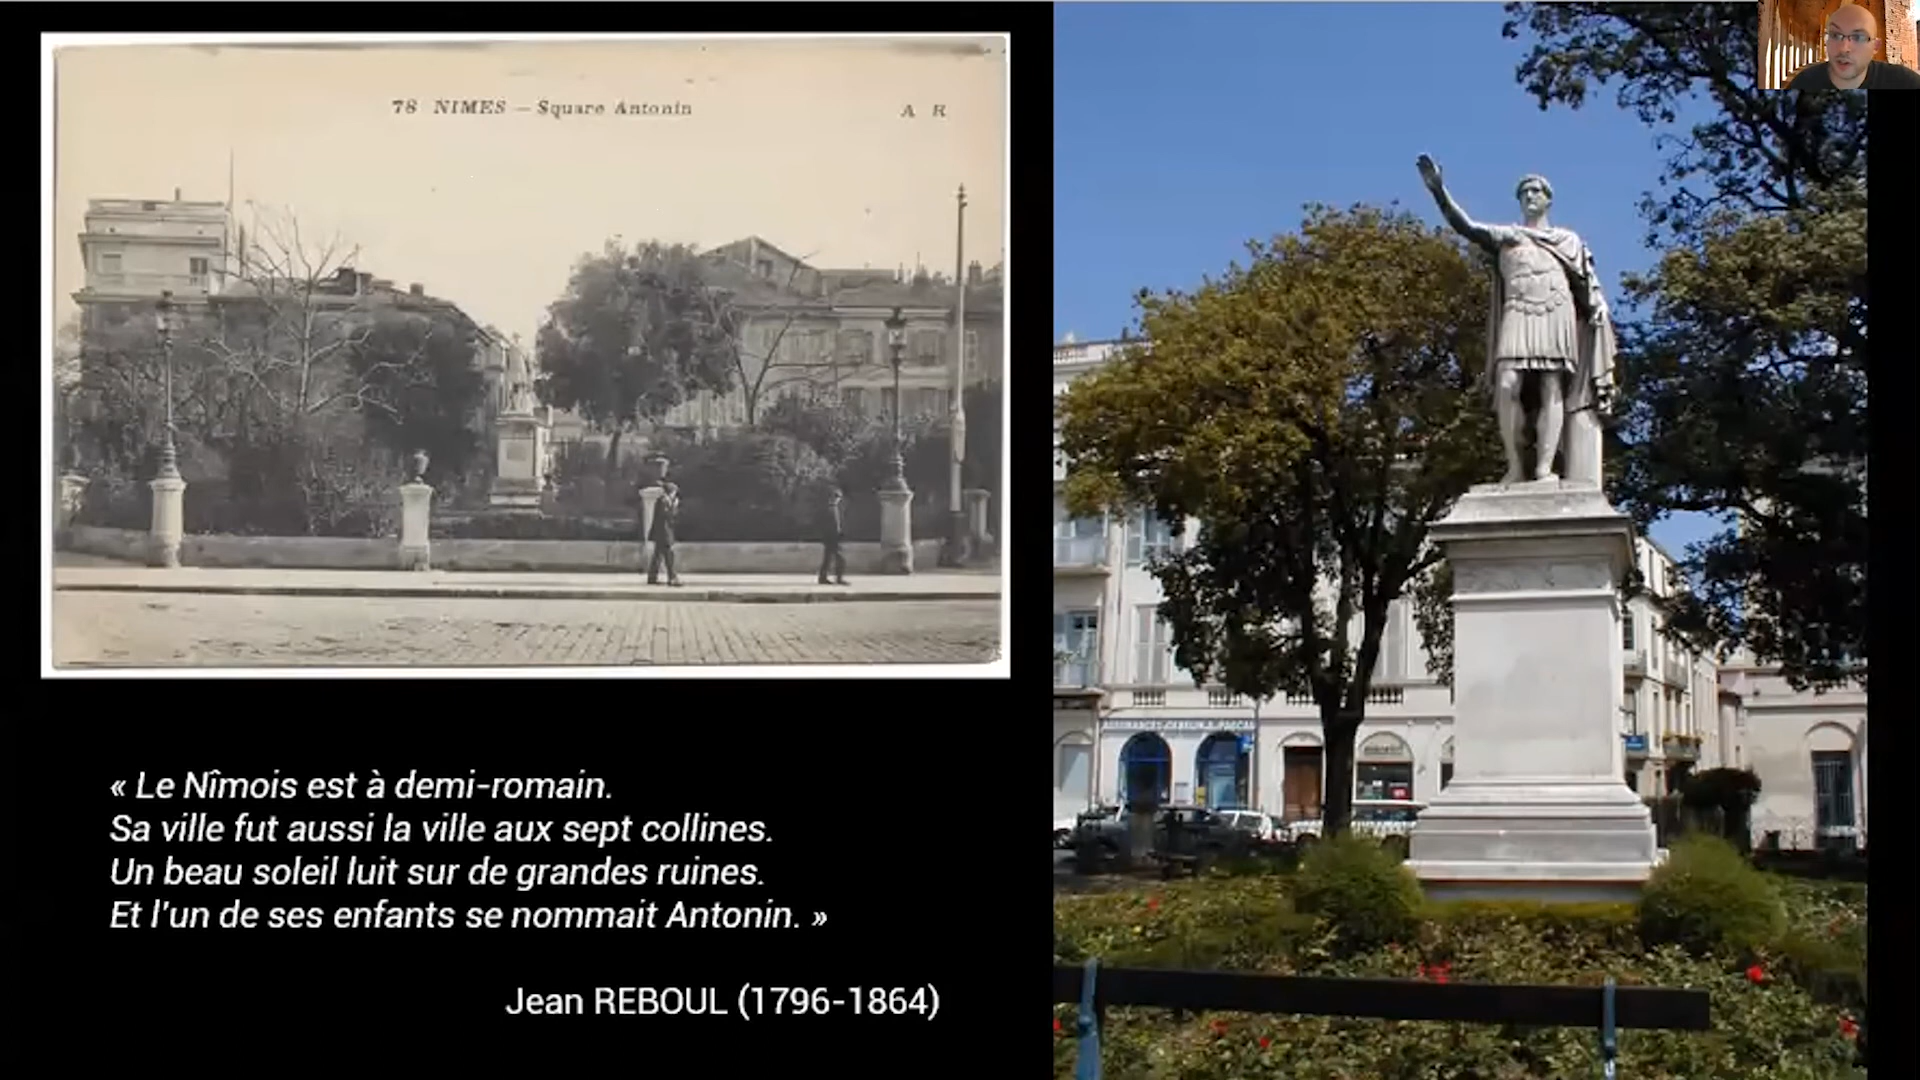 78 NIMES — Square Antonin
A R
« Le Nîmois est à demi-romain.
Sa ville fut aussi la ville aux sept collines.
Un beau soleil luit sur de grandes ruines.
Et l'un de ses enfants se nommait Antonin. »
Jean REBOUL (1796-1864)